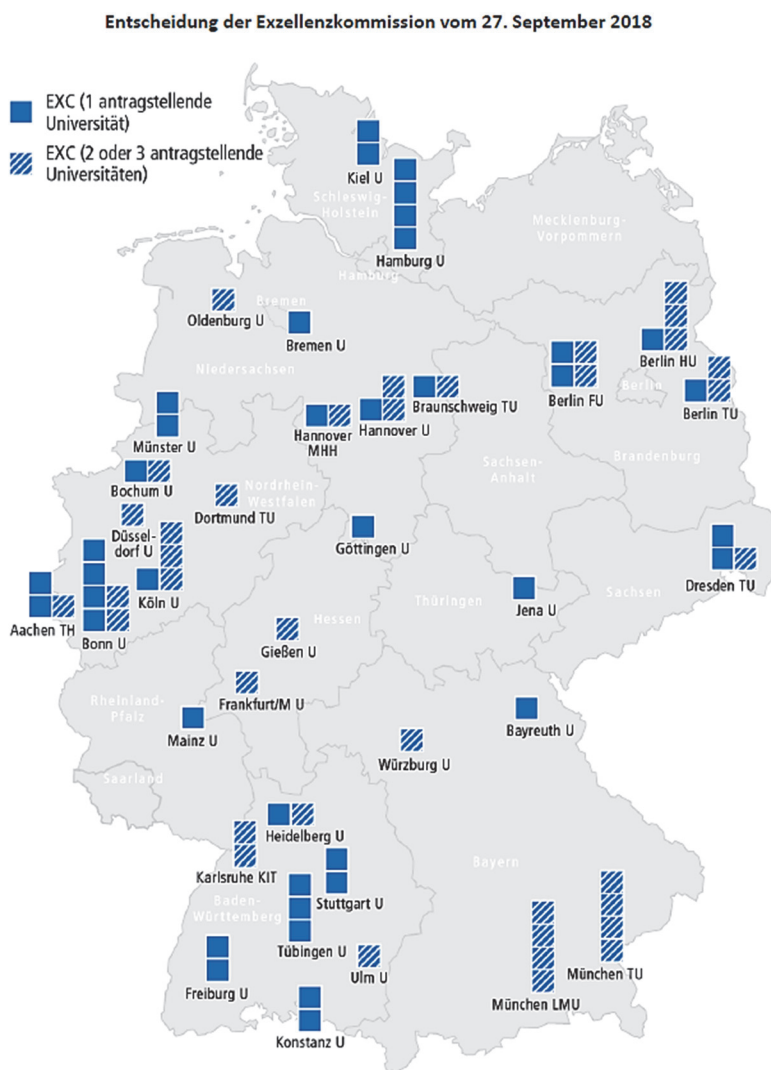 Entscheidung der Exzellenzkommission vom 27. September 2018
EXC (1 antragstellende
Universität)
EXC (2 oder 3 antragstellende
Universitäten)
Kiel U
Schleswig-
Holstein
Mecklenburg-
Vorpommern
Hamburg U
Hamburg
Bremen
Oldenburg U
Bremen U
Niedersachsen
Berlin HU
Berlin
Berlin FU
Berlin TU
Braunschweig TU
Hannover
MHH
Hannover U
Münster U
Brandenburg
Sachsen-
Anhalt
Bochum U
Nordrhein-
Westfalen
Dortmund TU
Düssel-
dorf U
Göttingen U
Köln U
Dresden TU
Sachsen
Thüringen
Jena U
Aachen TH
Bonn U
Hessen
Gießen U
Rheinland-
Pfalz
Frankfurt/M U
Mainz U
Bayreuth U
Würzburg U
Saarland
Heidelberg U
Karlsruhe KIT
Bayern
Stuttgart U
Baden-
Württemberg
Tübingen U
Ulm U
München TU
Freiburg U
München LMU
Konstanz U